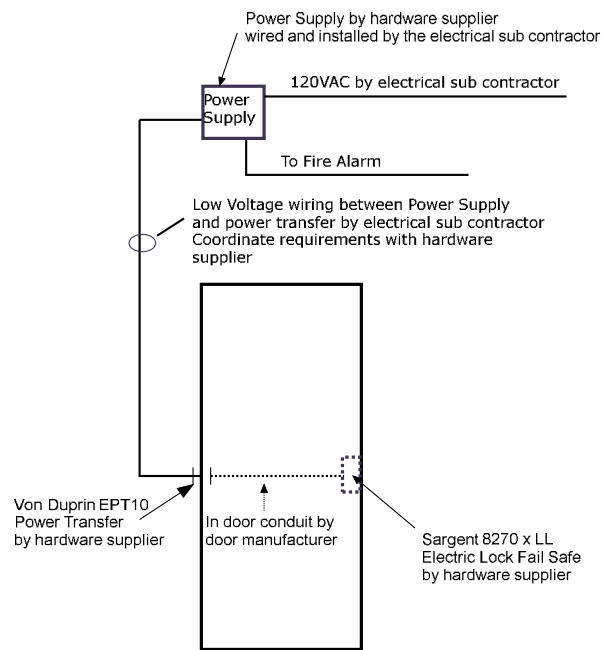 Power Supply by hardware supplier
wired and installed by the electrical sub contractor
120VAC by electrical sub contractor
Power
Supply
To Fire Alarm
Low Voltage wiring between Power Supply
and power transfer by electrical sub contractor
Coordinate requirements with hardware
supplier
Von Duprin EPT10
Power Transfer
by hardware supplier
In door conduit by
door manufacturer
Sargent 8270 x LL
Electric Lock Fail Safe
by hardware supplier